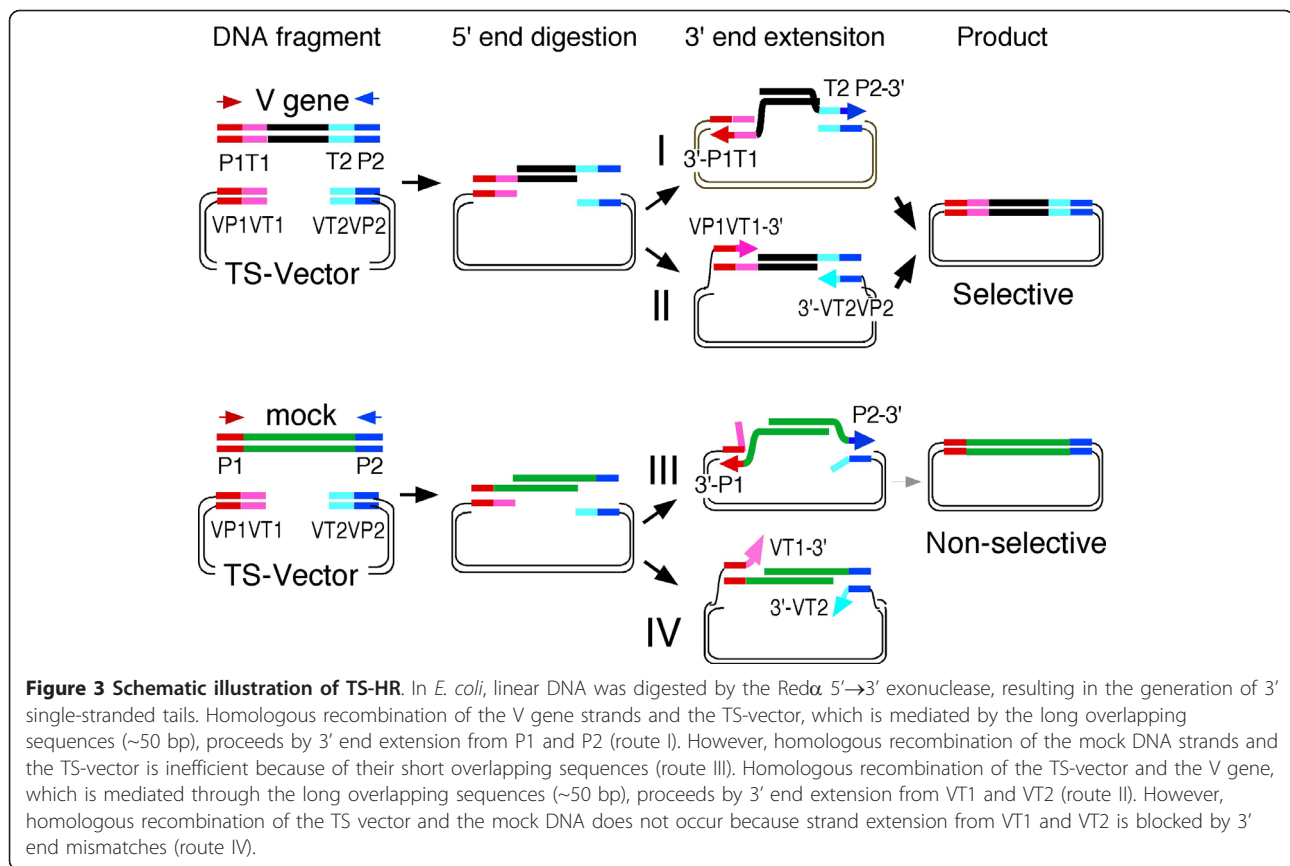 DNA fragment 5' end digestion 3' end extensiton Product
V gene
P1T1 T2 P2
VP1VT1 VT2VP2
TS-Vector
I
T2 P2-3'
3'-P1T1
II
VP1VT1-3'
3'-VT2VP2
Selective
mock
P1 P2
VP1VT1 VT2VP2
TS-Vector
III
P2-3'
3'-P1
IV
VT1-3'
3'-VT2
Non-selective
Figure 3 Schematic illustration of TS-HR. In E. coli, linear DNA was digested by the Redα 5'→3' exonuclease, resulting in the generation of 3'
single-stranded tails. Homologous recombination of the V gene strands and the TS-vector, which is mediated by the long overlapping
sequences (~50 bp), proceeds by 3' end extension from P1 and P2 (route I). However, homologous recombination of the mock DNA strands and
the TS-vector is inefficient because of their short overlapping sequences (route III). Homologous recombination of the TS-vector and the V gene,
which is mediated through the long overlapping sequences (~50 bp), proceeds by 3' end extension from VT1 and VT2 (route II). However,
homologous recombination of the TS vector and the mock DNA does not occur because strand extension from VT1 and VT2 is blocked by 3'
end mismatches (route IV).